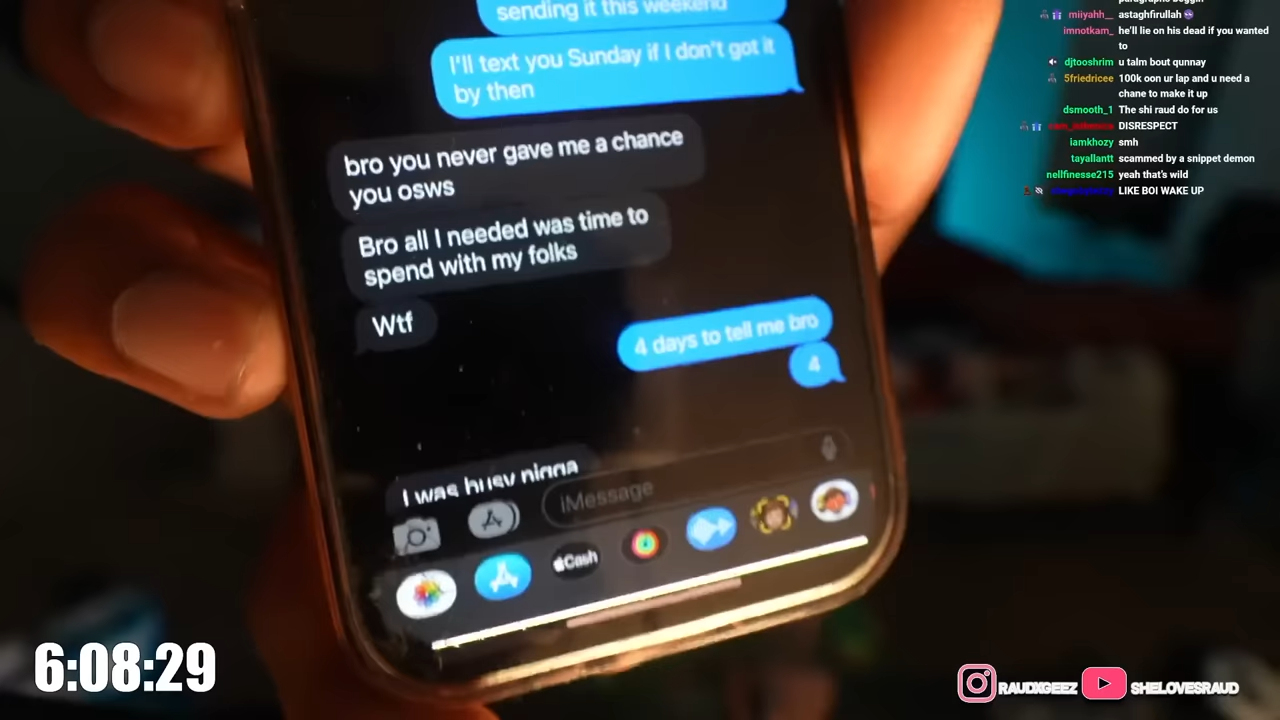 sending it this weekend
I'll text you Sunday if I don't got it
by then
bro you never gave me a chance
you osws
Bro all I needed was time to
spend with my folks
Wtf
4 days to tell me bro
4
I was busy nigga
iMessage
Cash
miyahh_ astaghfirullah
imnotkam_ he'll lie on his dead if you wanted
to
djtooshrim u talm bout qunnay
5friedricee 100k oon ur lap and u need a
chane to make it up
dsmooth_1 The shi raud do for us
DISRESPECT
iamkhozy smh
tayallantt scammed by a snippet demon
nellfinesse215 yeah that's wild
LIKE BOI WAKE UP
6:08:29
RAUDXGEEZ
SHELOVESRAUD